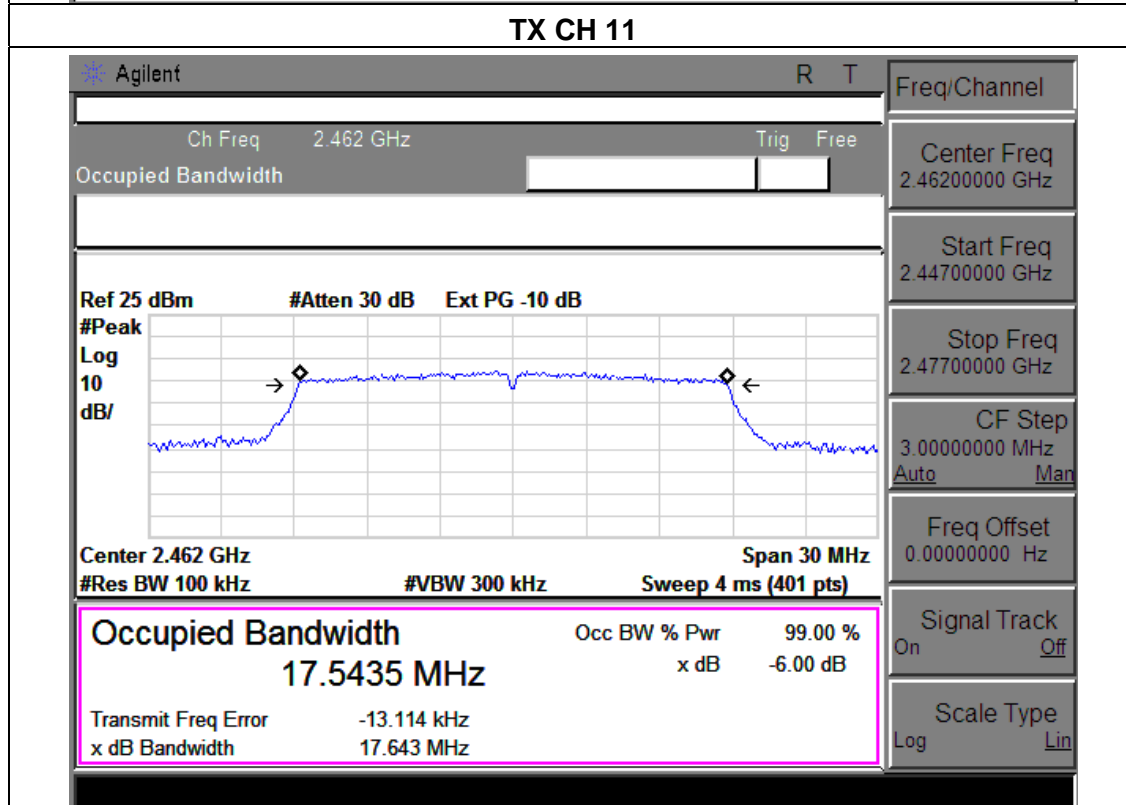 TX CH 11
Agilent R T
Ch Freq 2.462 GHz Trig Free
Occupied Bandwidth
Ref 25 dBm #Atten 30 dB Ext PG -10 dB
#Peak
Log
10
dB/
Center 2.462 GHz Span 30 MHz
#Res BW 100 kHz #VBW 300 kHz Sweep 4 ms (401 pts)
Occupied Bandwidth Occ BW % Pwr 99.00 %
17.5435 MHz x dB -6.00 dB
Transmit Freq Error -13.114 kHz
x dB Bandwidth 17.643 MHz
Freq/Channel
Center Freq
2.46200000 GHz
Start Freq
2.44700000 GHz
Stop Freq
2.47700000 GHz
CF Step
3.00000000 MHz
Auto Man
Freq Offset
0.00000000 Hz
Signal Track
On Off
Scale Type
Log Lin